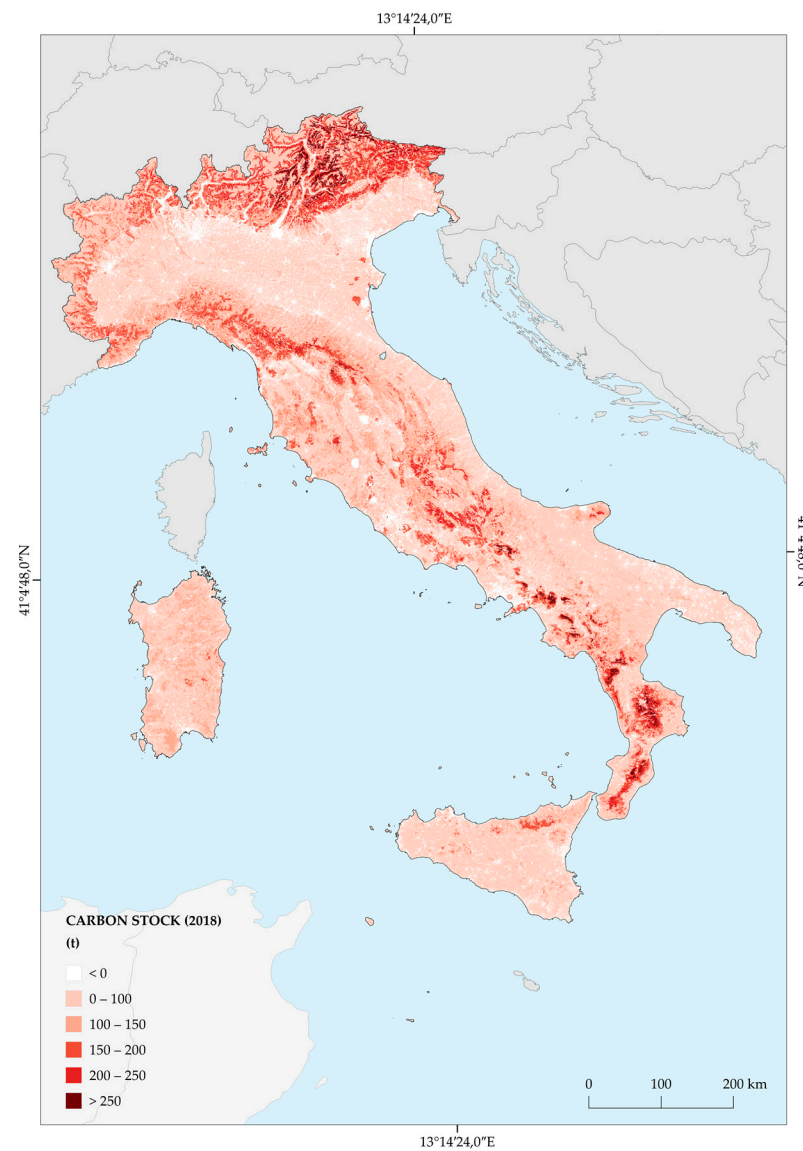 13°14′24,0″E
41°4′48,0″N
CARBON STOCK (2018)
(t)
< 0
0 – 100
100 – 150
150 – 200
200 – 250
> 250
0 100 200 km
13°14′24,0″E